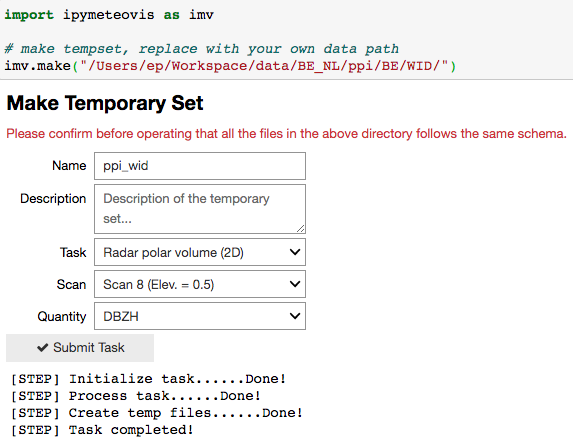 import ipymeteovis as imv
# make tempset, replace with your own data path
imv.make("/Users/ep/Workspace/data/BE_NL/ppi/BE/WID/")
Make Temporary Set
Please confirm before operating that all the files in the above directory follows the same schema.
Name ppi_wid
Description Description of the temporary
set...
Task Radar polar volume (2D)
Scan Scan 8 (Elev. = 0.5)
Quantity DBZH
✔ Submit Task
[STEP] Initialize task......Done!
[STEP] Process task......Done!
[STEP] Create temp files......Done!
[STEP] Task completed!